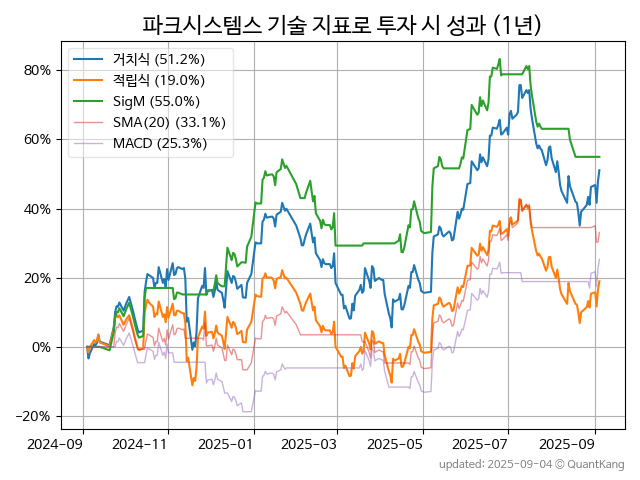 파크시스템스 기술 지표로 투자 시 성과 (1년)
거치식 (51.2%)
적립식 (19.0%)
SigM (55.0%)
SMA(20) (33.1%)
MACD (25.3%)
80%
60%
40%
20%
0%
−20%
2024-09 2024-11 2025-01 2025-03 2025-05 2025-07 2025-09
updated: 2025-09-04 © QuantKang